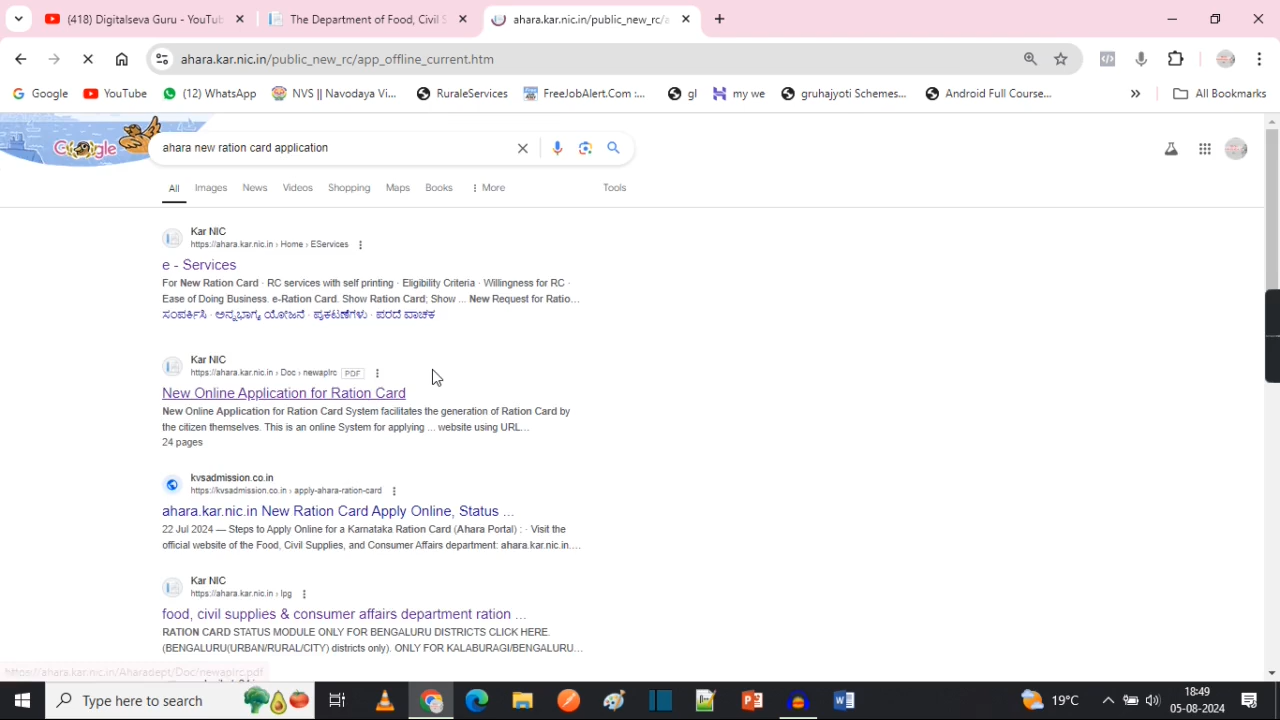 (418) Digitalseva Guru - YouTub
The Department of Food, Civil S
ahara.kar.nic.in/public_new_rc/a
ahara.kar.nic.in/public_new_rc/app_offline_current.htm
Google
YouTube
(12) WhatsApp
NVS || Navodaya Vi...
RuraleServices
FreeJobAlert.Com :...
gl
my we
gruhajyoti Schemes...
Android Full Course...
»
All Bookmarks
Google
ahara new ration card application
All
Images
News
Videos
Shopping
Maps
Books
More
Tools
Kar NIC
https://ahara.kar.nic.in › Home › EServices
e - Services
For New Ration Card · RC services with self printing · Eligibility Criteria · Willingness for RC ·
Ease of Doing Business. e-Ration Card. Show Ration Card; Show ... New Request for Ratio...
ಸಂಪರ್ಕಿಸಿ · ಅನ್ನಭಾಗ್ಯ ಯೋಜನೆ · ಪ್ರಕಟಣೆಗಳು · ಪರದೆ ವಾಚಕ
Kar NIC
https://ahara.kar.nic.in › Doc › newaplrc PDF
New Online Application for Ration Card
New Online Application for Ration Card System facilitates the generation of Ration Card by
the citizen themselves. This is an online System for applying ... website using URL...
24 pages
kvsadmission.co.in
https://kvsadmission.co.in › apply-ahara-ration-card
ahara.kar.nic.in New Ration Card Apply Online, Status ...
22 Jul 2024 — Steps to Apply Online for a Karnataka Ration Card (Ahara Portal) : · Visit the
official website of the Food, Civil Supplies, and Consumer Affairs department: ahara.kar.nic.in....
Kar NIC
https://ahara.kar.nic.in › lpg
food, civil supplies & consumer affairs department ration ...
RATION CARD STATUS MODULE ONLY FOR BENGALURU DISTRICTS CLICK HERE.
(BENGALURU(URBAN/RURAL/CITY) districts only). ONLY FOR KALABURAGI/BENGALURU...
https://ahara.kar.nic.in/Aharadept/Doc/newaplrc.pdf
Type here to search
19°C
18:49
05-08-2024